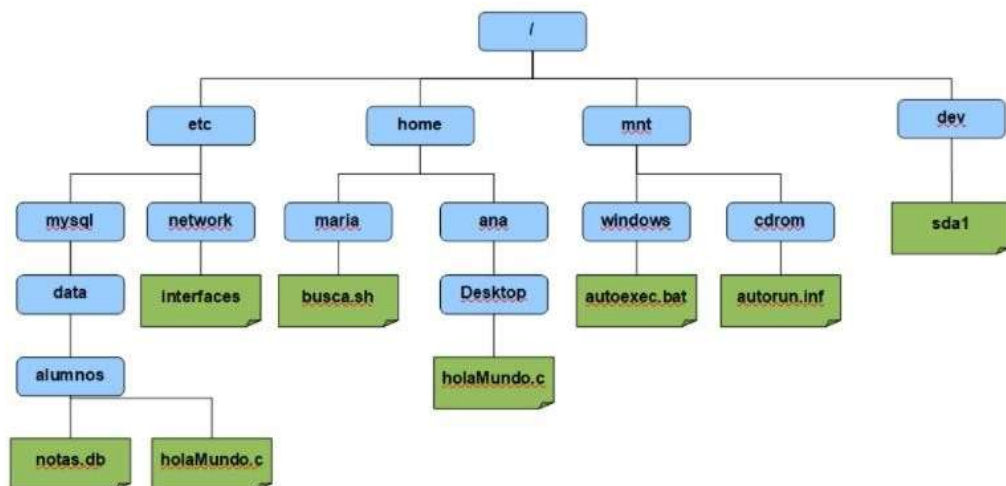 /
etc
home
mnt
dev
mysql
network
maria
ana
windows
cdrom
sda1
data
interfaces
busca.sh
Desktop
autoexec.bat
autorun.inf
alumnos
holaMundo.c
notas.db
holaMundo.c